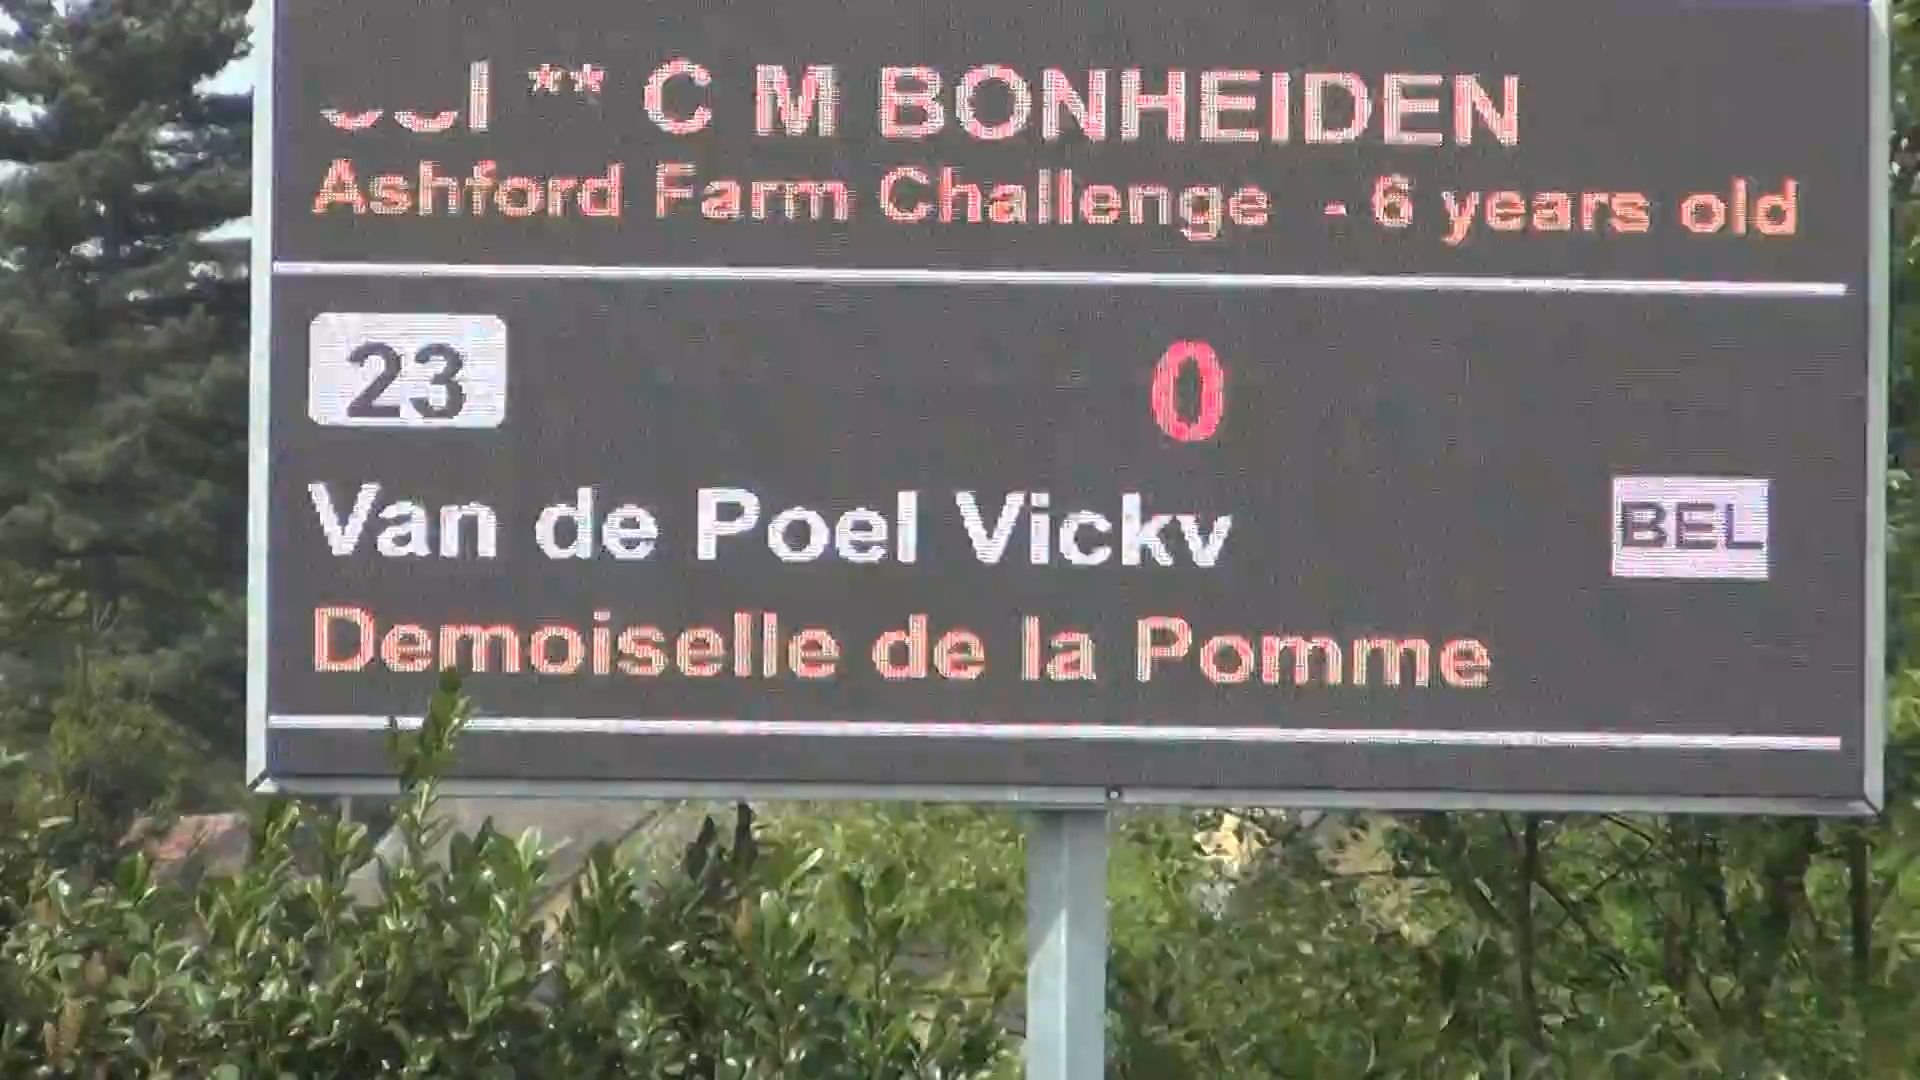 ** C M BONHEIDEN
Ashford Farm Challenge - 6 years old
23 0
Van de Poel Vicky BEL
Demoiselle de la Pomme